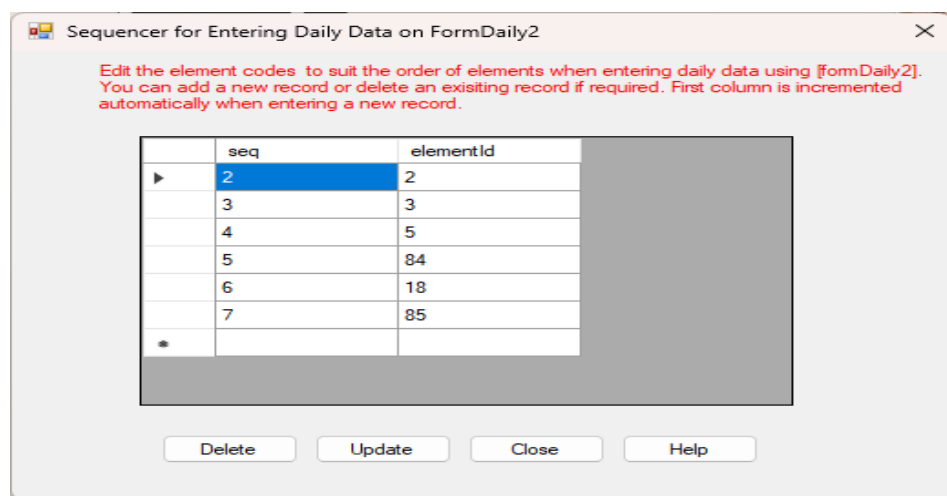 Sequencer for Entering Daily Data on FormDaily2
Edit the element codes to suit the order of elements when entering daily data using [formDaily2].
You can add a new record or delete an exisiting record if required. First column is incremented
automatically when entering a new record.
seq elementId
2 2
3 3
4 5
5 84
6 18
7 85
Delete Update Close Help